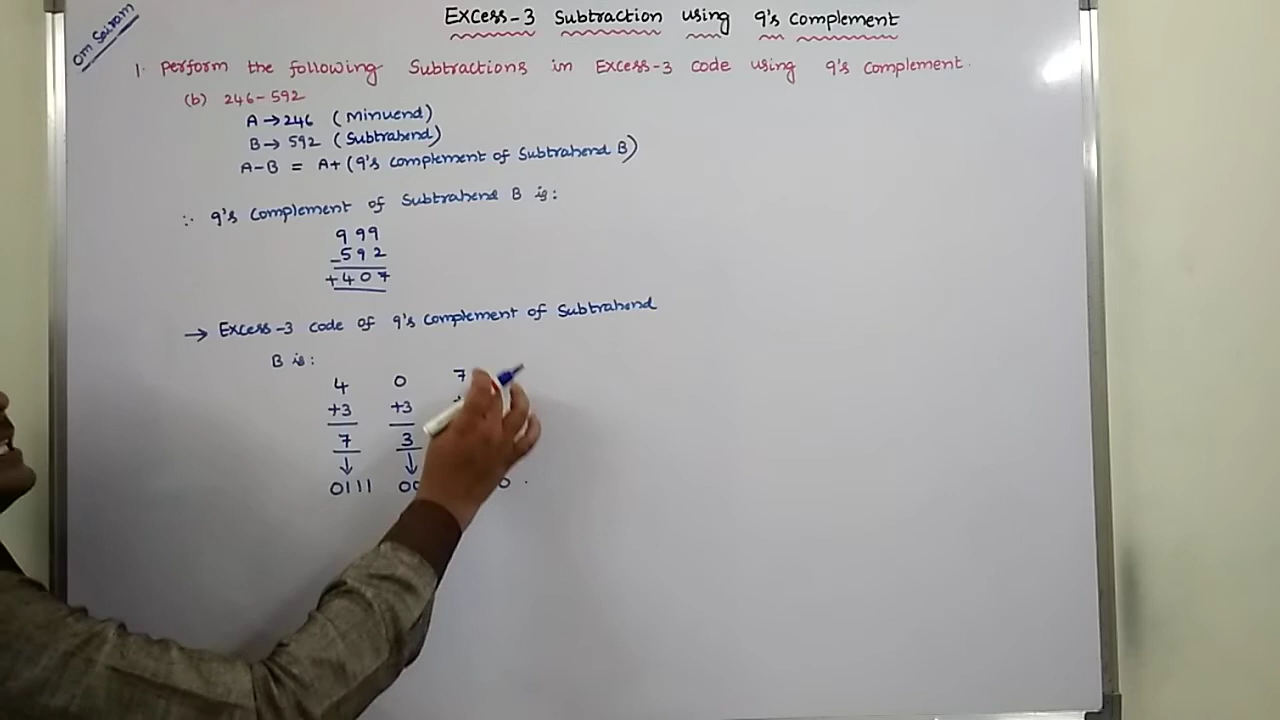 Excess-3 Subtraction using 9's complement
Om Sairam
1. Perform the following Subtractions in Excess-3 code using 9's complement.
(b) 246-592
A→246 (Minuend)
B→592 (Subtrahend)
A-B = A+(9's complement of Subtrahend B)
∴ 9's complement of Subtrahend B is:
999
-592
+407
→ Excess-3 code of 9's complement of Subtrahend
B is:
4 0 7
+3 +3
7 3
↓ ↓
0111 00 0.